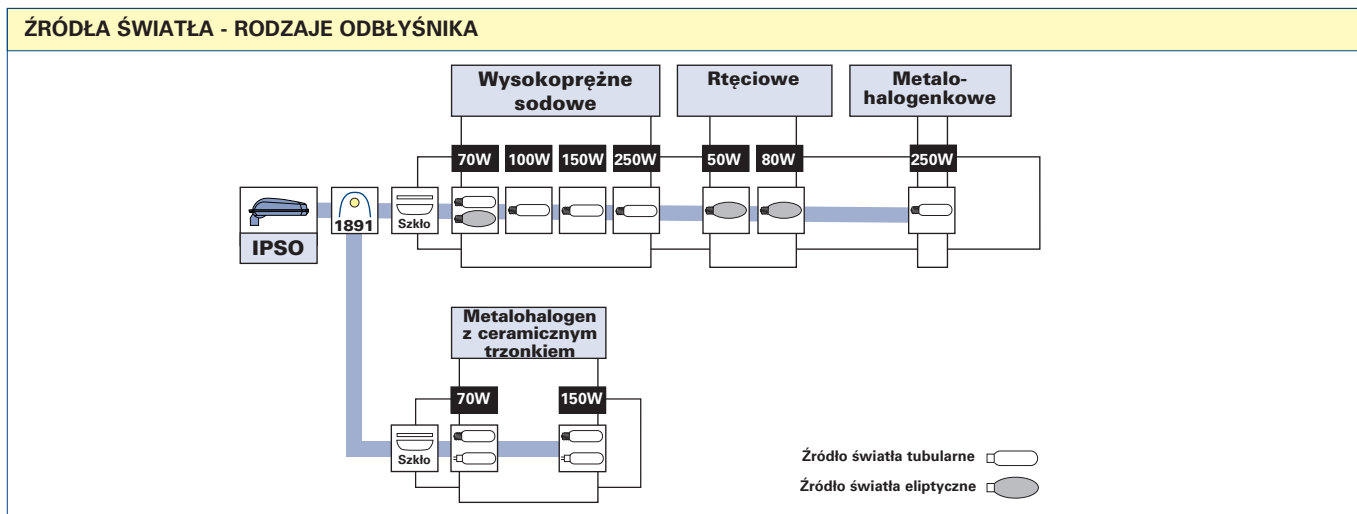 ŹRÓDŁA ŚWIATŁA - RODZAJE ODBŁYŚNIKA
Wysokoprężne
sodowe
Rtęciowe
Metalo-
halogenkowe
70W 100W 150W 250W 50W 80W 250W
IPSO
1891
Szkło
Metalohalogen
z ceramicznym
trzonkiem
70W 150W
Szkło
Źródło światła tubularne
Źródło światła eliptyczne